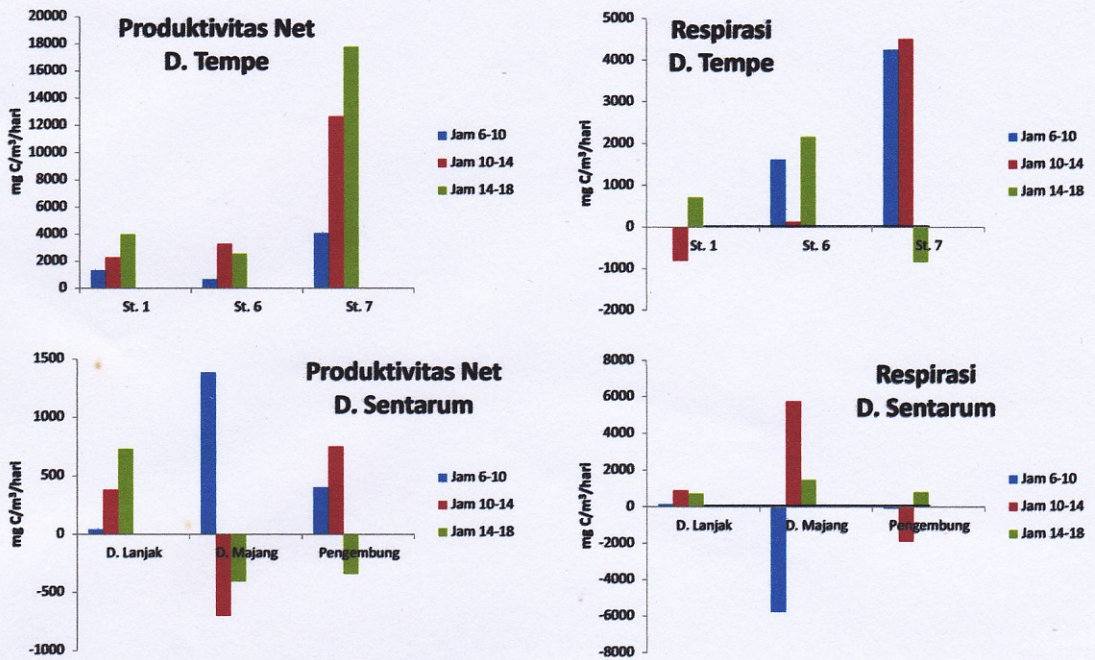 Produktivitas Net
D. Tempe
mg C/m³/hari
20000
18000
16000
14000
12000
10000
8000
6000
4000
2000
0
St. 1
St. 6
St. 7
Jam 6-10
Jam 10-14
Jam 14-18
Respirasi
D. Tempe
mg C/m³/hari
5000
4000
3000
2000
1000
0
-1000
-2000
St. 1
St. 6
St. 7
Jam 6-10
Jam 10-14
Jam 14-18
Produktivitas Net
D. Sentarum
mg C/m³/hari
1500
1000
500
0
-500
-1000
D. Lanjak
D. Majang
Pengembung
Jam 6-10
Jam 10-14
Jam 14-18
Respirasi
D. Sentarum
mg C/m³/hari
8000
6000
4000
2000
0
-2000
-4000
-6000
-8000
D. Lanjak
D. Majang
Pengembung
Jam 6-10
Jam 10-14
Jam 14-18